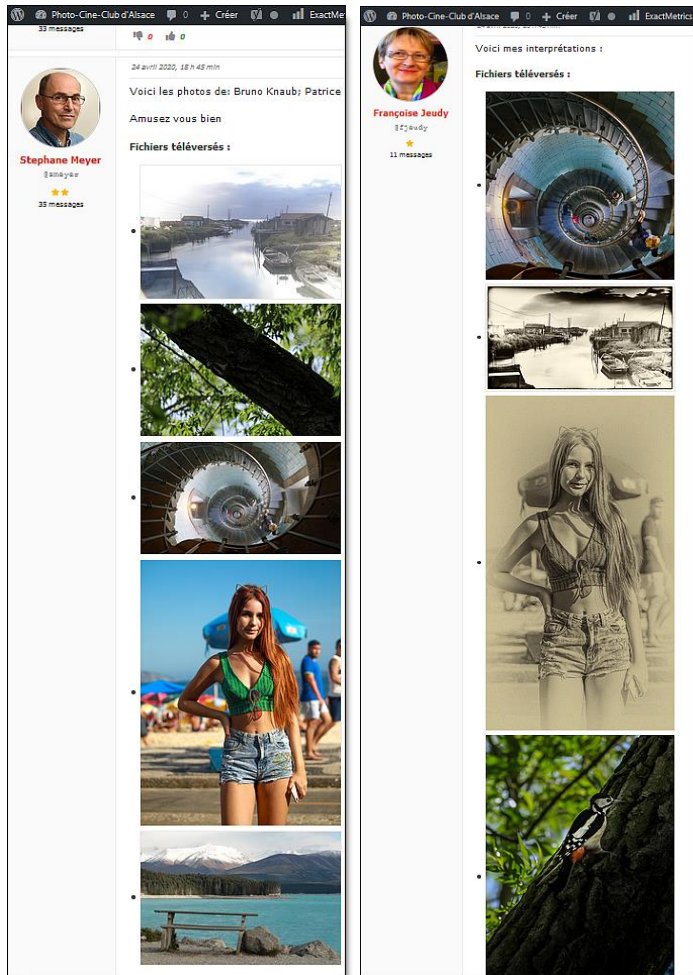 Photo-Cine-Club d'Alsace 0 Créer ExactMe
33 messages
0 0
24 avril 2020, 18 h 45 min
Voici les photos de: Bruno Knaub; Patrice
Amusez vous bien
Fichiers téléversés :
Stephane Meyer
@smeyer
35 messages
Photo-Cine-Club d'Alsace 0 Créer ExactMetrics
Voici mes interprétations :
Fichiers téléversés :
Françoise Jeudy
@fjeudy
11 messages